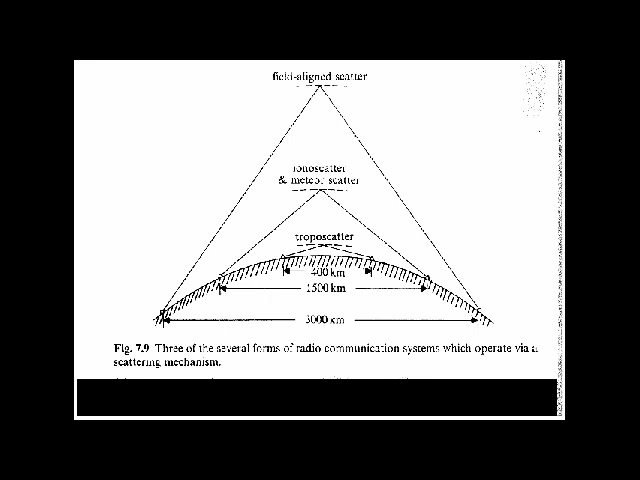 field-aligned scatter
ionoscatter
& meteor scatter
troposcatter
400 km
1500 km
3000 km
Fig. 7.9 Three of the several forms of radio communication systems which operate via a
scattering mechanism.